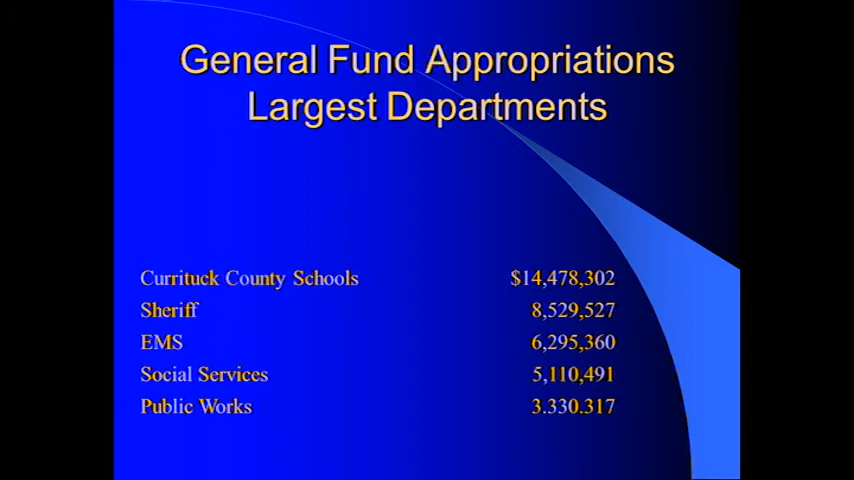 General Fund Appropriations
Largest Departments
Currituck County Schools $14,478,302
Sheriff 8,529,527
EMS 6,295,360
Social Services 5,110,491
Public Works 3.330.317